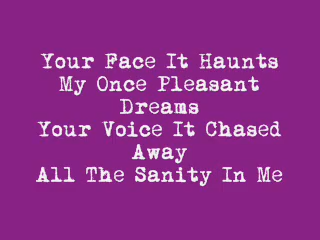 Your Face It Haunts
My Once Pleasant
Dreams
Your Voice It Chased
Away
All The Sanity In Me